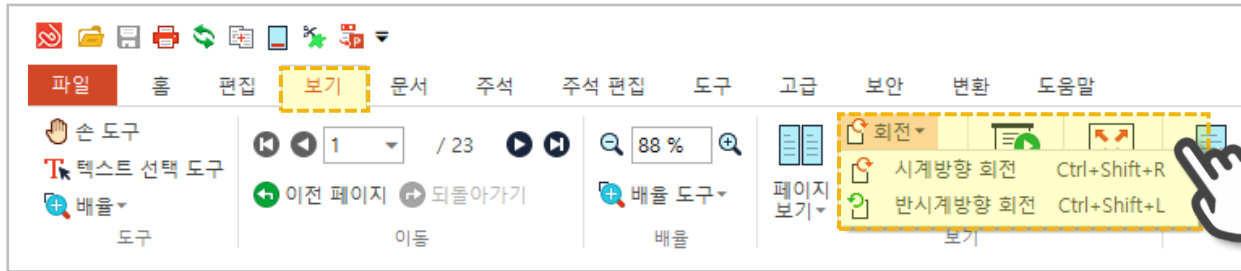 파일 홈 편집 보기 문서 주석 주석 편집 도구 고급 보안 변환 도움말
손 도구
텍스트 선택 도구
배율
도구
1 / 23
이전 페이지 되돌아가기
이동
88 %
배율 도구
배율
페이지
보기
회전
시계방향 회전 Ctrl+Shift+R
반시계방향 회전 Ctrl+Shift+L
보기